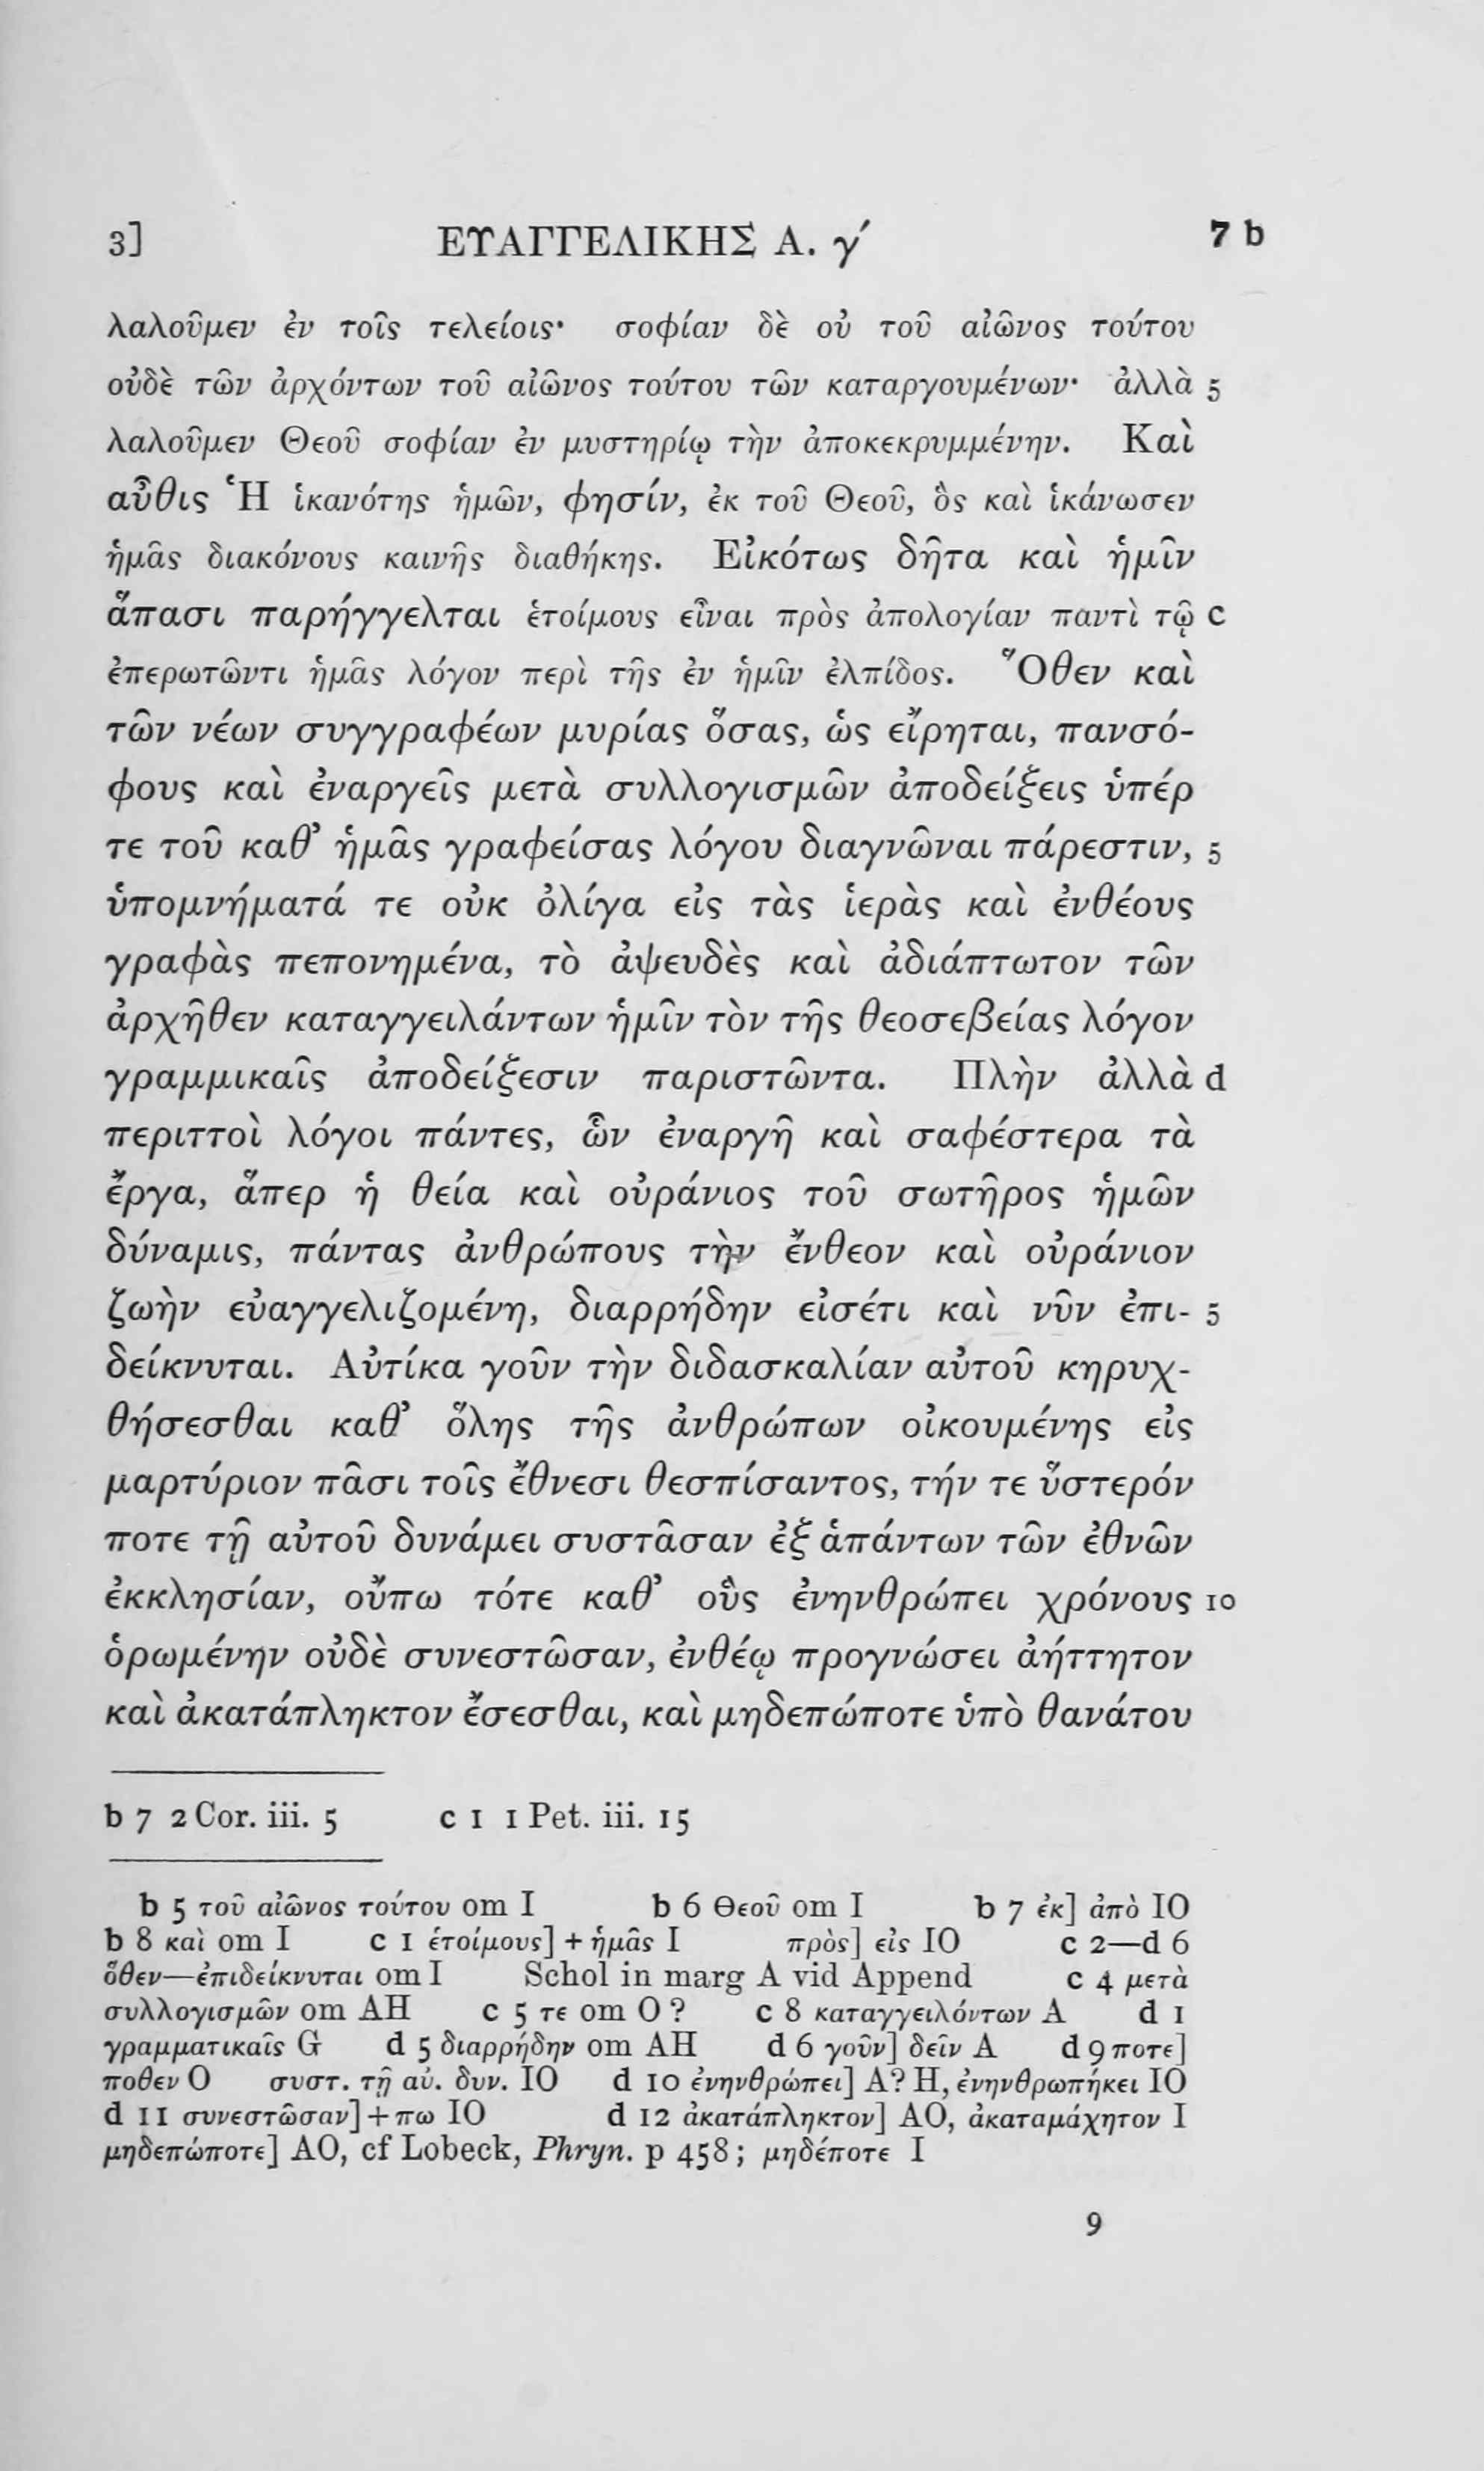 3] ΕΥΑΓΓΕΛΙΚΗΣ Α. γ´ 7 b
λαλοῦμεν ἐν τοῖς τελείοις· σοφίαν δὲ οὐ τοῦ αἰῶνος τούτου
οὐδὲ τῶν ἀρχόντων τοῦ αἰῶνος τούτου τῶν καταργουμένων· ἀλλὰ 5
λαλοῦμεν Θεοῦ σοφίαν ἐν μυστηρίῳ τὴν ἀποκεκρυμμένην. Καὶ
αὖθις Ἡ ἱκανότης ἡμῶν, φησίν, ἐκ τοῦ Θεοῦ, ὃς καὶ ἱκάνωσεν
ἡμᾶς διακόνους καινῆς διαθήκης. Εἰκότως δῆτα καὶ ἡμῖν
ἅπασι παρήγγελται ἑτοίμους εἶναι πρὸς ἀπολογίαν παντὶ τῷ c
ἐπερωτῶντι ἡμᾶς λόγον περὶ τῆς ἐν ἡμῖν ἐλπίδος. Ὅθεν καὶ
τῶν νέων συγγραφέων μυρίας ὅσας, ὡς εἴρηται, πανσό-
φους καὶ ἐναργεῖς μετὰ συλλογισμῶν ἀποδείξεις ὑπέρ
τε τοῦ καθ’ ἡμᾶς γραφείσας λόγου διαγνῶναι πάρεστιν, 5
ὑπομνήματά τε οὐκ ὀλίγα εἰς τὰς ἱερὰς καὶ ἐνθέους
γραφὰς πεπονημένα, τὸ ἀψευδὲς καὶ ἀδιάπτωτον τῶν
ἀρχῆθεν καταγγειλάντων ἡμῖν τὸν τῆς θεοσεβείας λόγον
γραμμικαῖς ἀποδείξεσιν παριστῶντα. Πλὴν ἀλλὰ d
περιττοὶ λόγοι πάντες, ὧν ἐναργῆ καὶ σαφέστερα τὰ
ἔργα, ἅπερ ἡ θεία καὶ οὐράνιος τοῦ σωτῆρος ἡμῶν
δύναμις, πάντας ἀνθρώπους τὴν ἔνθεον καὶ οὐράνιον
ζωὴν εὐαγγελιζομένη, διαρρήδην εἰσέτι καὶ νῦν ἐπι- 5
δείκνυται. Αὐτίκα γοῦν τὴν διδασκαλίαν αὐτοῦ κηρυχ-
θήσεσθαι καθ’ ὅλης τῆς ἀνθρώπων οἰκουμένης εἰς
μαρτύριον πᾶσι τοῖς ἔθνεσι θεσπίσαντος, τήν τε ὕστερόν
ποτε τῇ αὐτοῦ δυνάμει συστᾶσαν ἐξ ἁπάντων τῶν ἐθνῶν
ἐκκλησίαν, οὔπω τότε καθ’ οὓς ἐνηνθρώπει χρόνους 10
ὁρωμένην οὐδὲ συνεστῶσαν, ἐνθέῳ προγνώσει ἀήττητον
καὶ ἀκατάπληκτον ἔσεσθαι, καὶ μηδεπώποτε ὑπὸ θανάτου
b 7 2 Cor. iii. 5 c 1 1 Pet. iii. 15
b 5 τοῦ αἰῶνος τούτου om I b 6 Θεοῦ om I b 7 ἐκ] ἀπὸ IO
b 8 καὶ om I c 1 ἑτοίμους] + ἡμᾶς I πρὸς] εἰς IO c 2—d 6
ὅθεν—ἐπιδείκνυται om I Schol in marg A vid Append c 4 μετὰ
συλλογισμῶν om AH c 5 τε om O ? c 8 καταγγειλόντων A d 1
γραμματικαῖς G d 5 διαρρήδην om AH d 6 γοῦν] δεῖν A d 9 ποτε]
ποθεν O συστ. τῇ αὐ. δυν. IO d 10 ἐνηνθρώπει] A? H, ἐνηνθρωπήκει IO
d 11 συνεστῶσαν] + πω IO d 12 ἀκατάπληκτον] AO, ἀκαταμάχητον I
μηδεπώποτε] AO, cf Lobeck, Phryn. p 458; μηδέποτε I
9